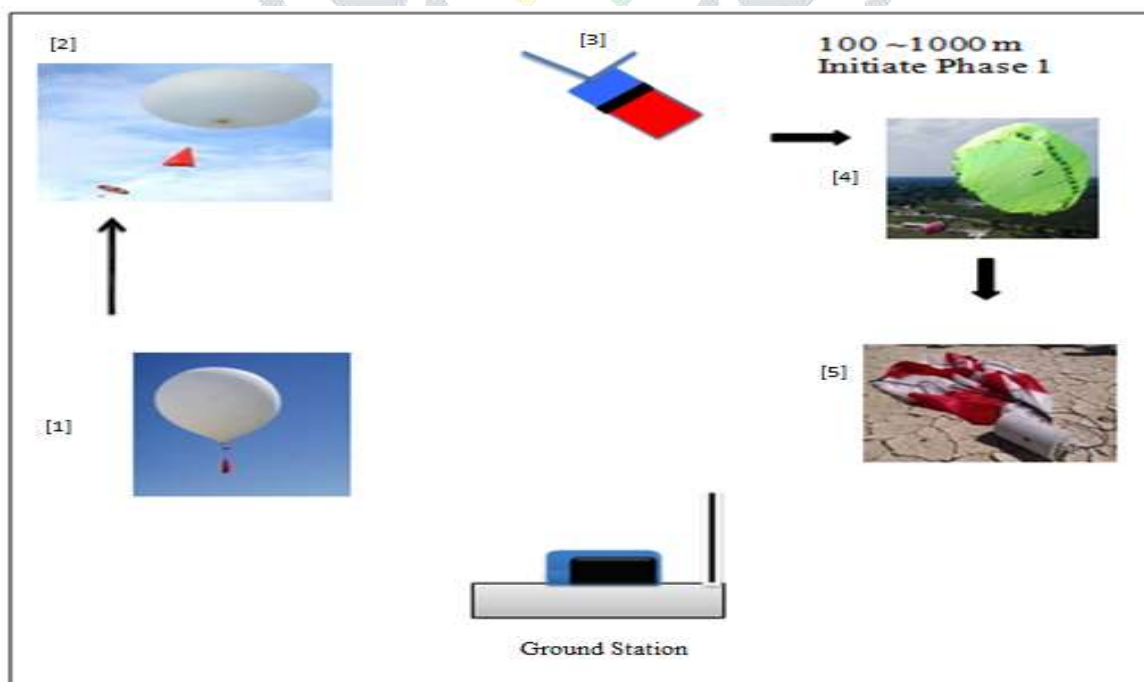 [2]
[3]
100 ~1000 m
Initiate Phase 1
[4]
[5]
[1]
Ground Station